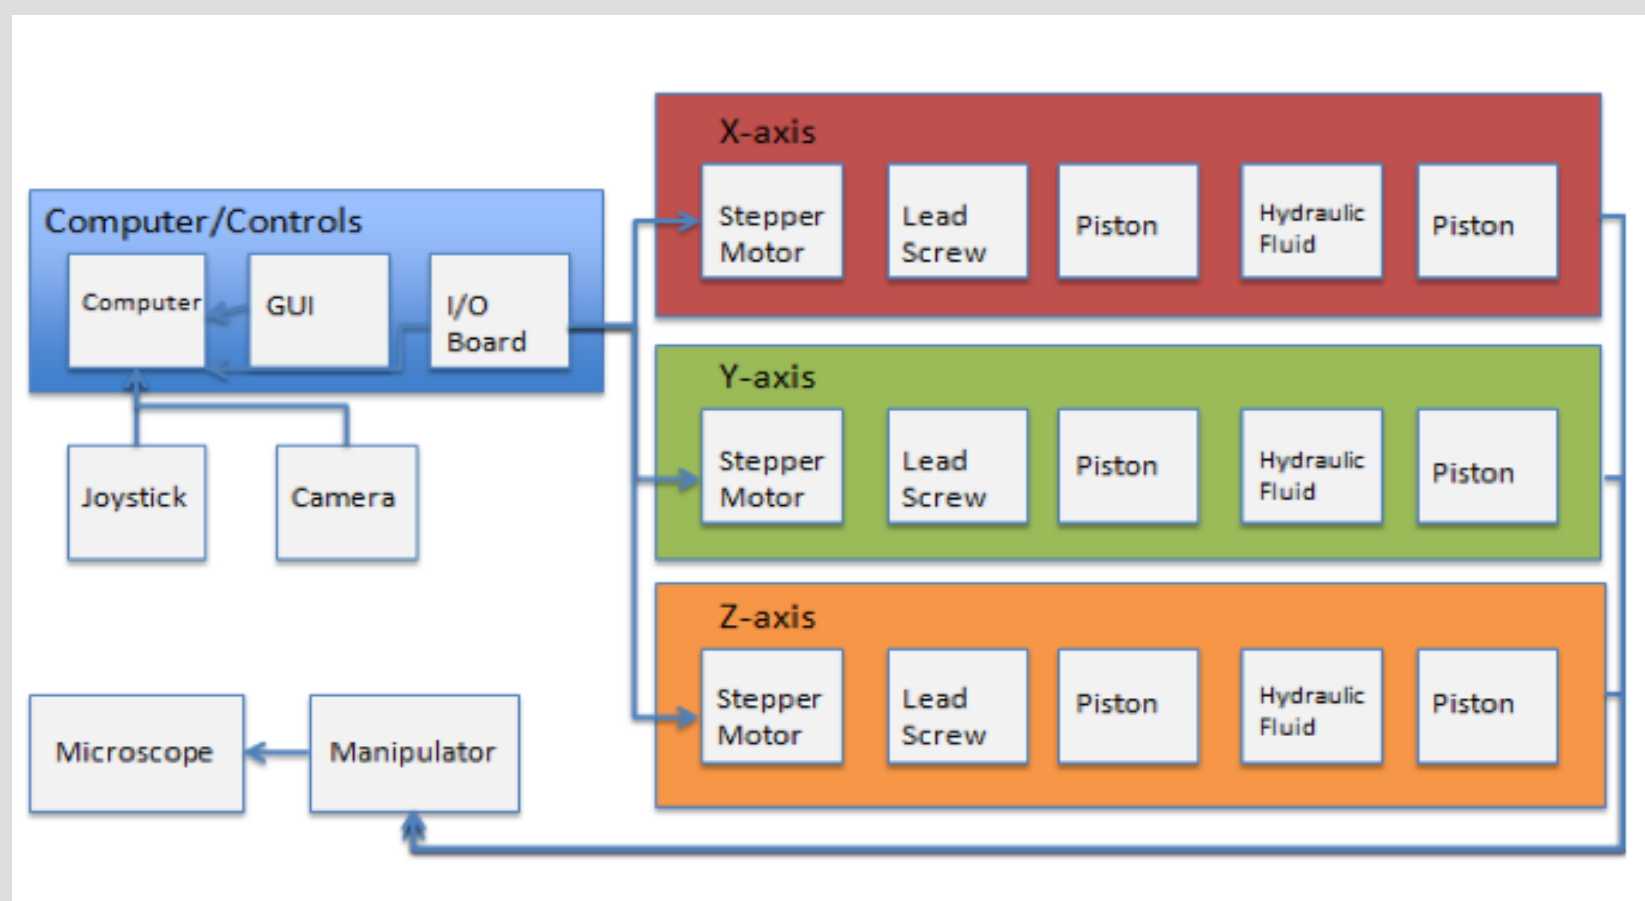 X-axis
Stepper
Motor
Lead
Screw
Piston
Hydraulic
Fluid
Piston
Computer/Controls
Computer
GUI
I/O
Board
Y-axis
Stepper
Motor
Lead
Screw
Piston
Hydraulic
Fluid
Piston
Joystick
Camera
Z-axis
Stepper
Motor
Lead
Screw
Piston
Hydraulic
Fluid
Piston
Microscope
Manipulator